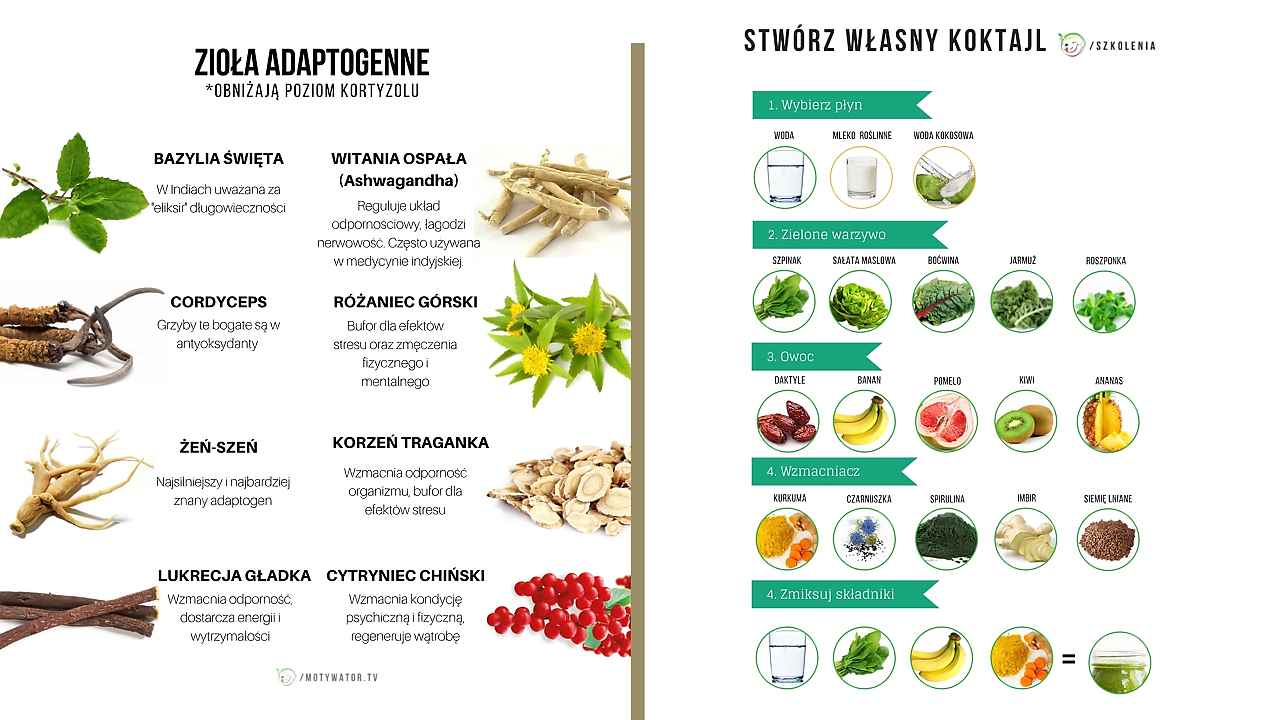 ZIOŁA ADAPTOGENNE
*OBNIŻAJĄ POZIOM KORTYZOLU
BAZYLIA ŚWIĘTA
W Indiach uważana za
"eliksir" długowieczności
WITANIA OSPAŁA
(Ashwagandha)
Reguluje układ
odpornościowy, łagodzi
nerwowość. Często używana
w medycynie indyjskiej.
CORDYCEPS
Grzyby te bogate są w
antyoksydanty
RÓŻANIEC GÓRSKI
Bufor dla efektów
stresu oraz zmęczenia
fizycznego i
mentalnego
ŻEŃ-SZEŃ
Najsilniejszy i najbardziej
znany adaptogen
KORZEŃ TRAGANKA
Wzmacnia odporność
organizmu, bufor dla
efektów stresu
LUKRECJA GŁADKA
Wzmacnia odporność,
dostarcza energii i
wytrzymałości
CYTRYNIEC CHIŃSKI
Wzmacnia kondycję
psychiczną i fizyczną,
regeneruje wątrobę
/MOTYWATOR.TV
STWÓRZ WŁASNY KOKTAJL /SZKOLENIA
1. Wybierz płyn
WODA MLEKO ROŚLINNE WODA KOKOSOWA
2. Zielone warzywo
SZPINAK SAŁATA MASŁOWA BOĆWINA JARMUŻ ROSZPONKA
3. Owoc
DAKTYLE BANAN POMELO KIWI ANANAS
4. Wzmacniacz
KURKUMA CZARNUSZKA SPIRULINA IMBIR SIEMIĘ LNIANE
4. Zmiksuj składniki
=